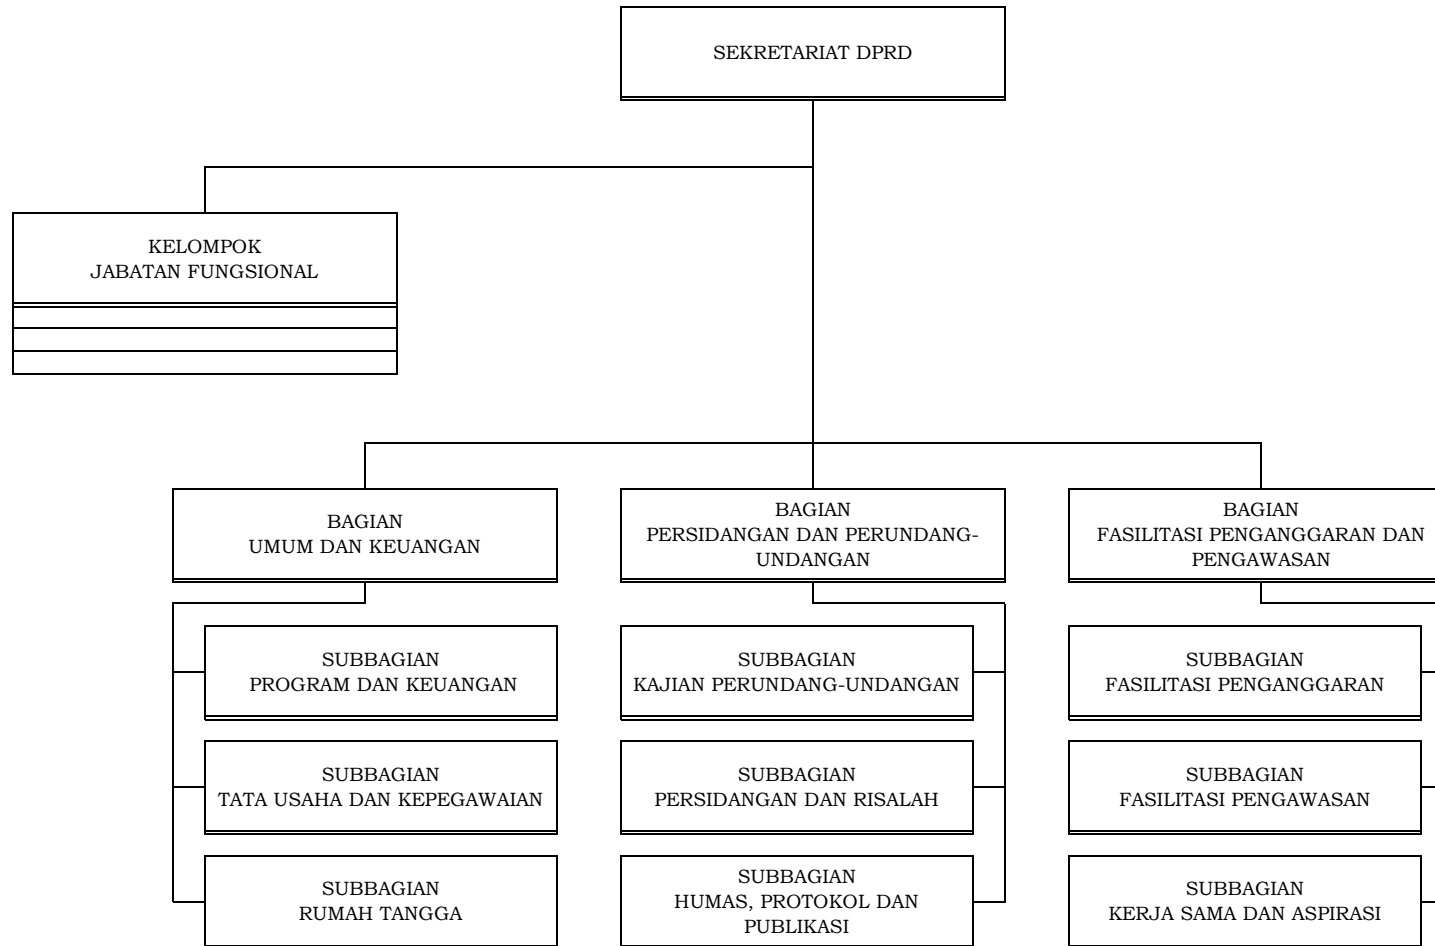 SEKRETARIAT DPRD
KELOMPOK
JABATAN FUNGSIONAL
BAGIAN
UMUM DAN KEUANGAN
BAGIAN
PERSIDANGAN DAN PERUNDANG-
UNDANGAN
BAGIAN
FASILITASI PENGANGGARAN DAN
PENGAWASAN
SUBBAGIAN
PROGRAM DAN KEUANGAN
SUBBAGIAN
KAJIAN PERUNDANG-UNDANGAN
SUBBAGIAN
FASILITASI PENGANGGARAN
SUBBAGIAN
TATA USAHA DAN KEPEGAWAIAN
SUBBAGIAN
PERSIDANGAN DAN RISALAH
SUBBAGIAN
FASILITASI PENGAWASAN
SUBBAGIAN
RUMAH TANGGA
SUBBAGIAN
HUMAS, PROTOKOL DAN
PUBLIKASI
SUBBAGIAN
KERJA SAMA DAN ASPIRASI